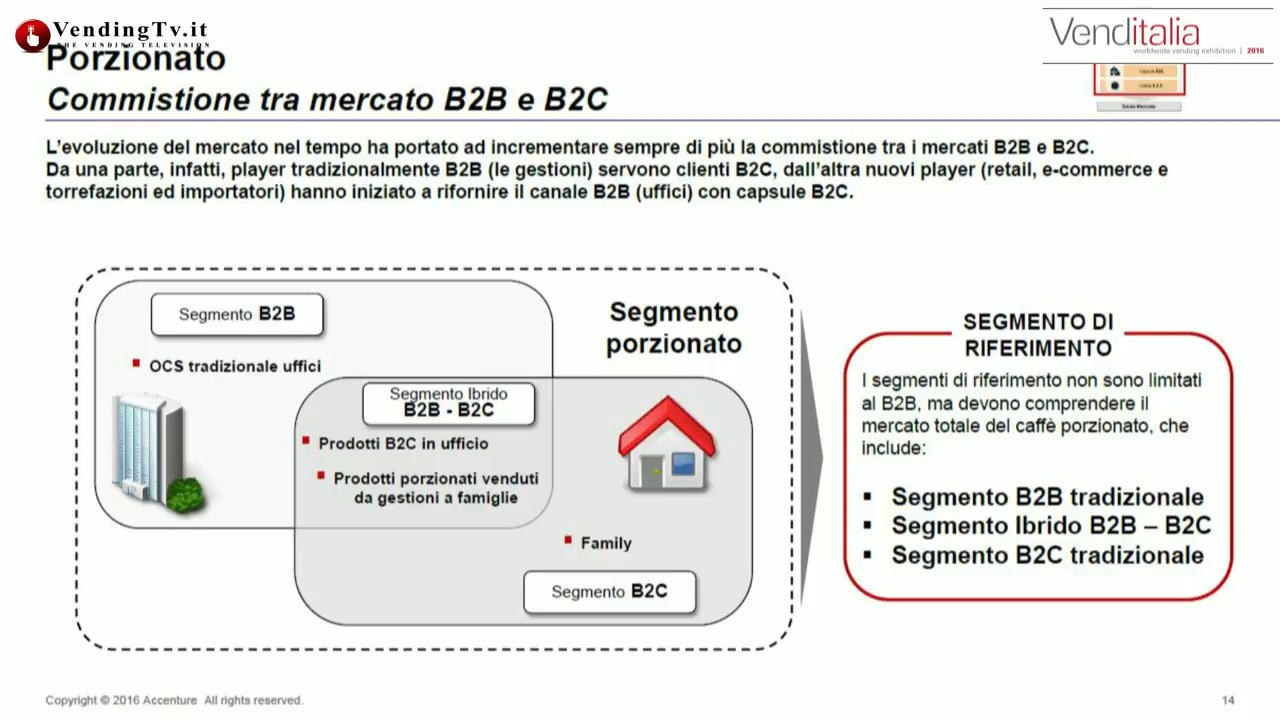 VendingTv.it
THE VENDING TELEVISION
Venditalia
worldwide vending exhibition | 2016
Porzionato
Commistione tra mercato B2B e B2C
Totale Mercato
L'evoluzione del mercato nel tempo ha portato ad incrementare sempre di più la commistione tra i mercati B2B e B2C.
Da una parte, infatti, player tradizionalmente B2B (le gestioni) servono clienti B2C, dall'altra nuovi player (retail, e-commerce e
torrefazioni ed importatori) hanno iniziato a rifornire il canale B2B (uffici) con capsule B2C.
Segmento B2B
▪ OCS tradizionale uffici
Segmento
porzionato
Segmento Ibrido
B2B - B2C
▪ Prodotti B2C in ufficio
▪ Prodotti porzionati venduti
da gestioni a famiglie
▪ Family
Segmento B2C
SEGMENTO DI
RIFERIMENTO
I segmenti di riferimento non sono limitati
al B2B, ma devono comprendere il
mercato totale del caffè porzionato, che
include:
▪ Segmento B2B tradizionale
▪ Segmento Ibrido B2B – B2C
▪ Segmento B2C tradizionale
Copyright © 2016 Accenture All rights reserved.
14